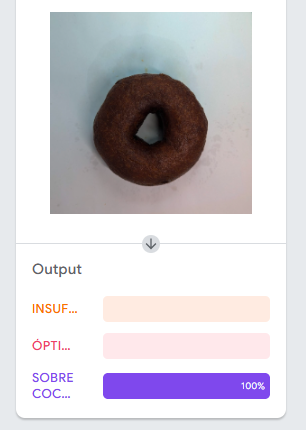 Output
INSUF...
ÓPTI...
SOBRE
COC...
100%